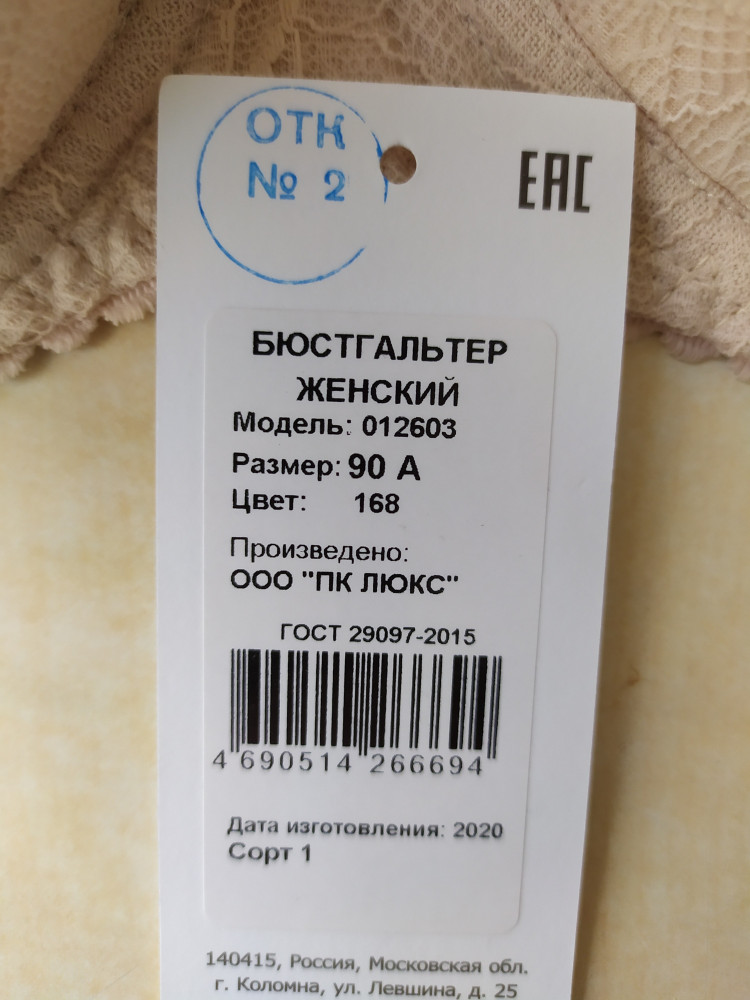 ОТК
№ 2
EAC
БЮСТГАЛЬТЕР
ЖЕНСКИЙ
Модель: 012603
Размер: 90 А
Цвет: 168
Произведено:
ООО "ПК ЛЮКС"
ГОСТ 29097-2015
4 690514 266694
Дата изготовления: 2020
Сорт 1
140415, Россия, Московская обл.
г. Коломна, ул. Левшина, д. 25